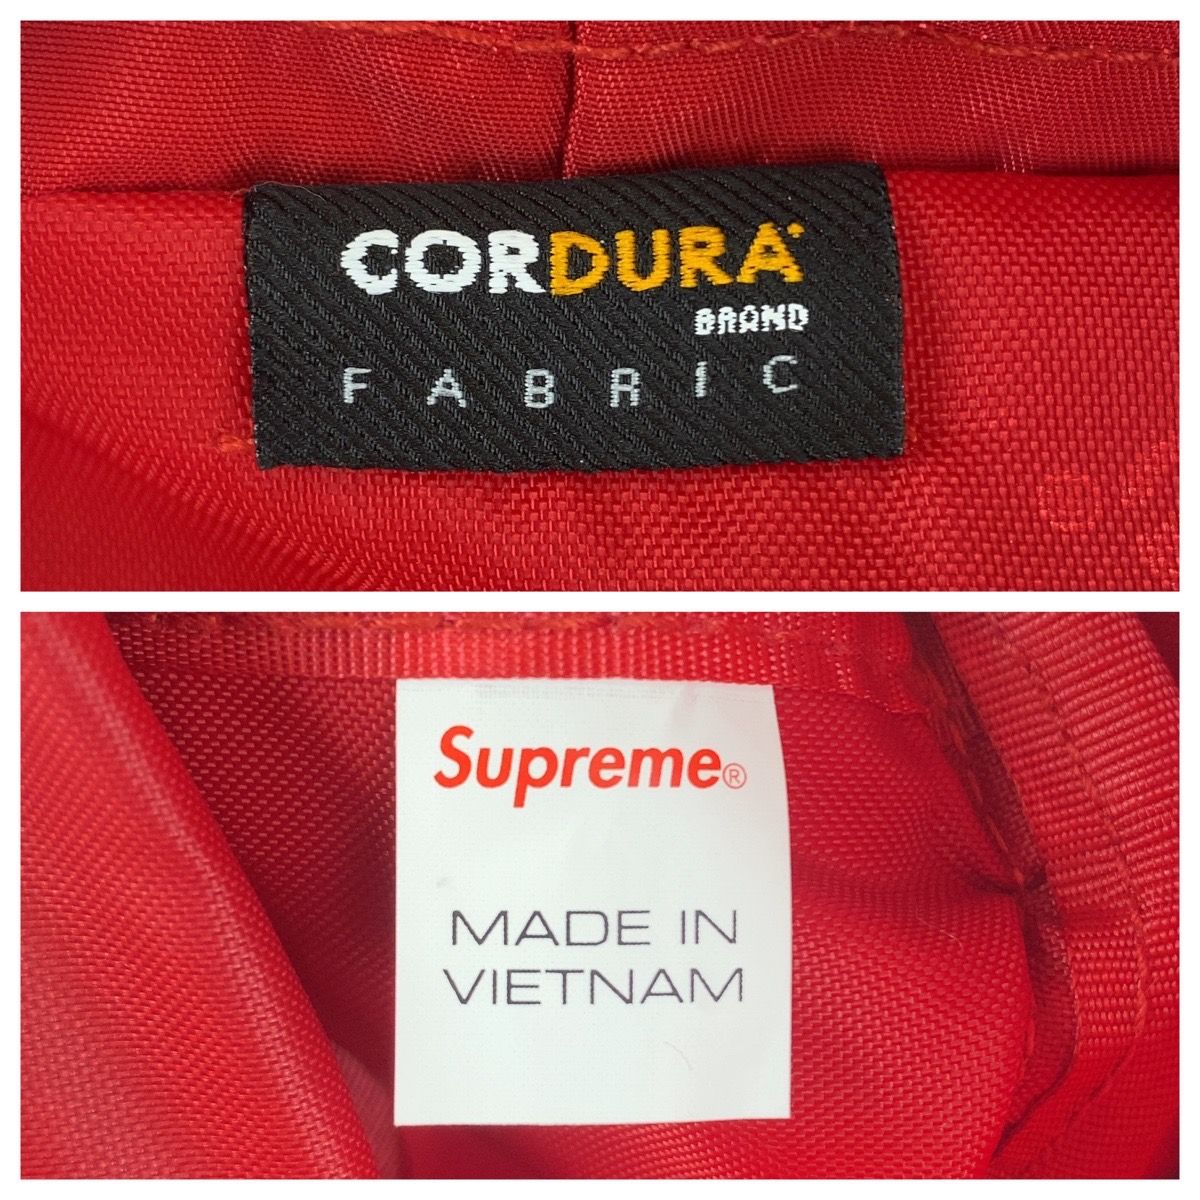 CORDURA
BRAND
FABRIC
Supreme®
MADE IN
VIETNAM